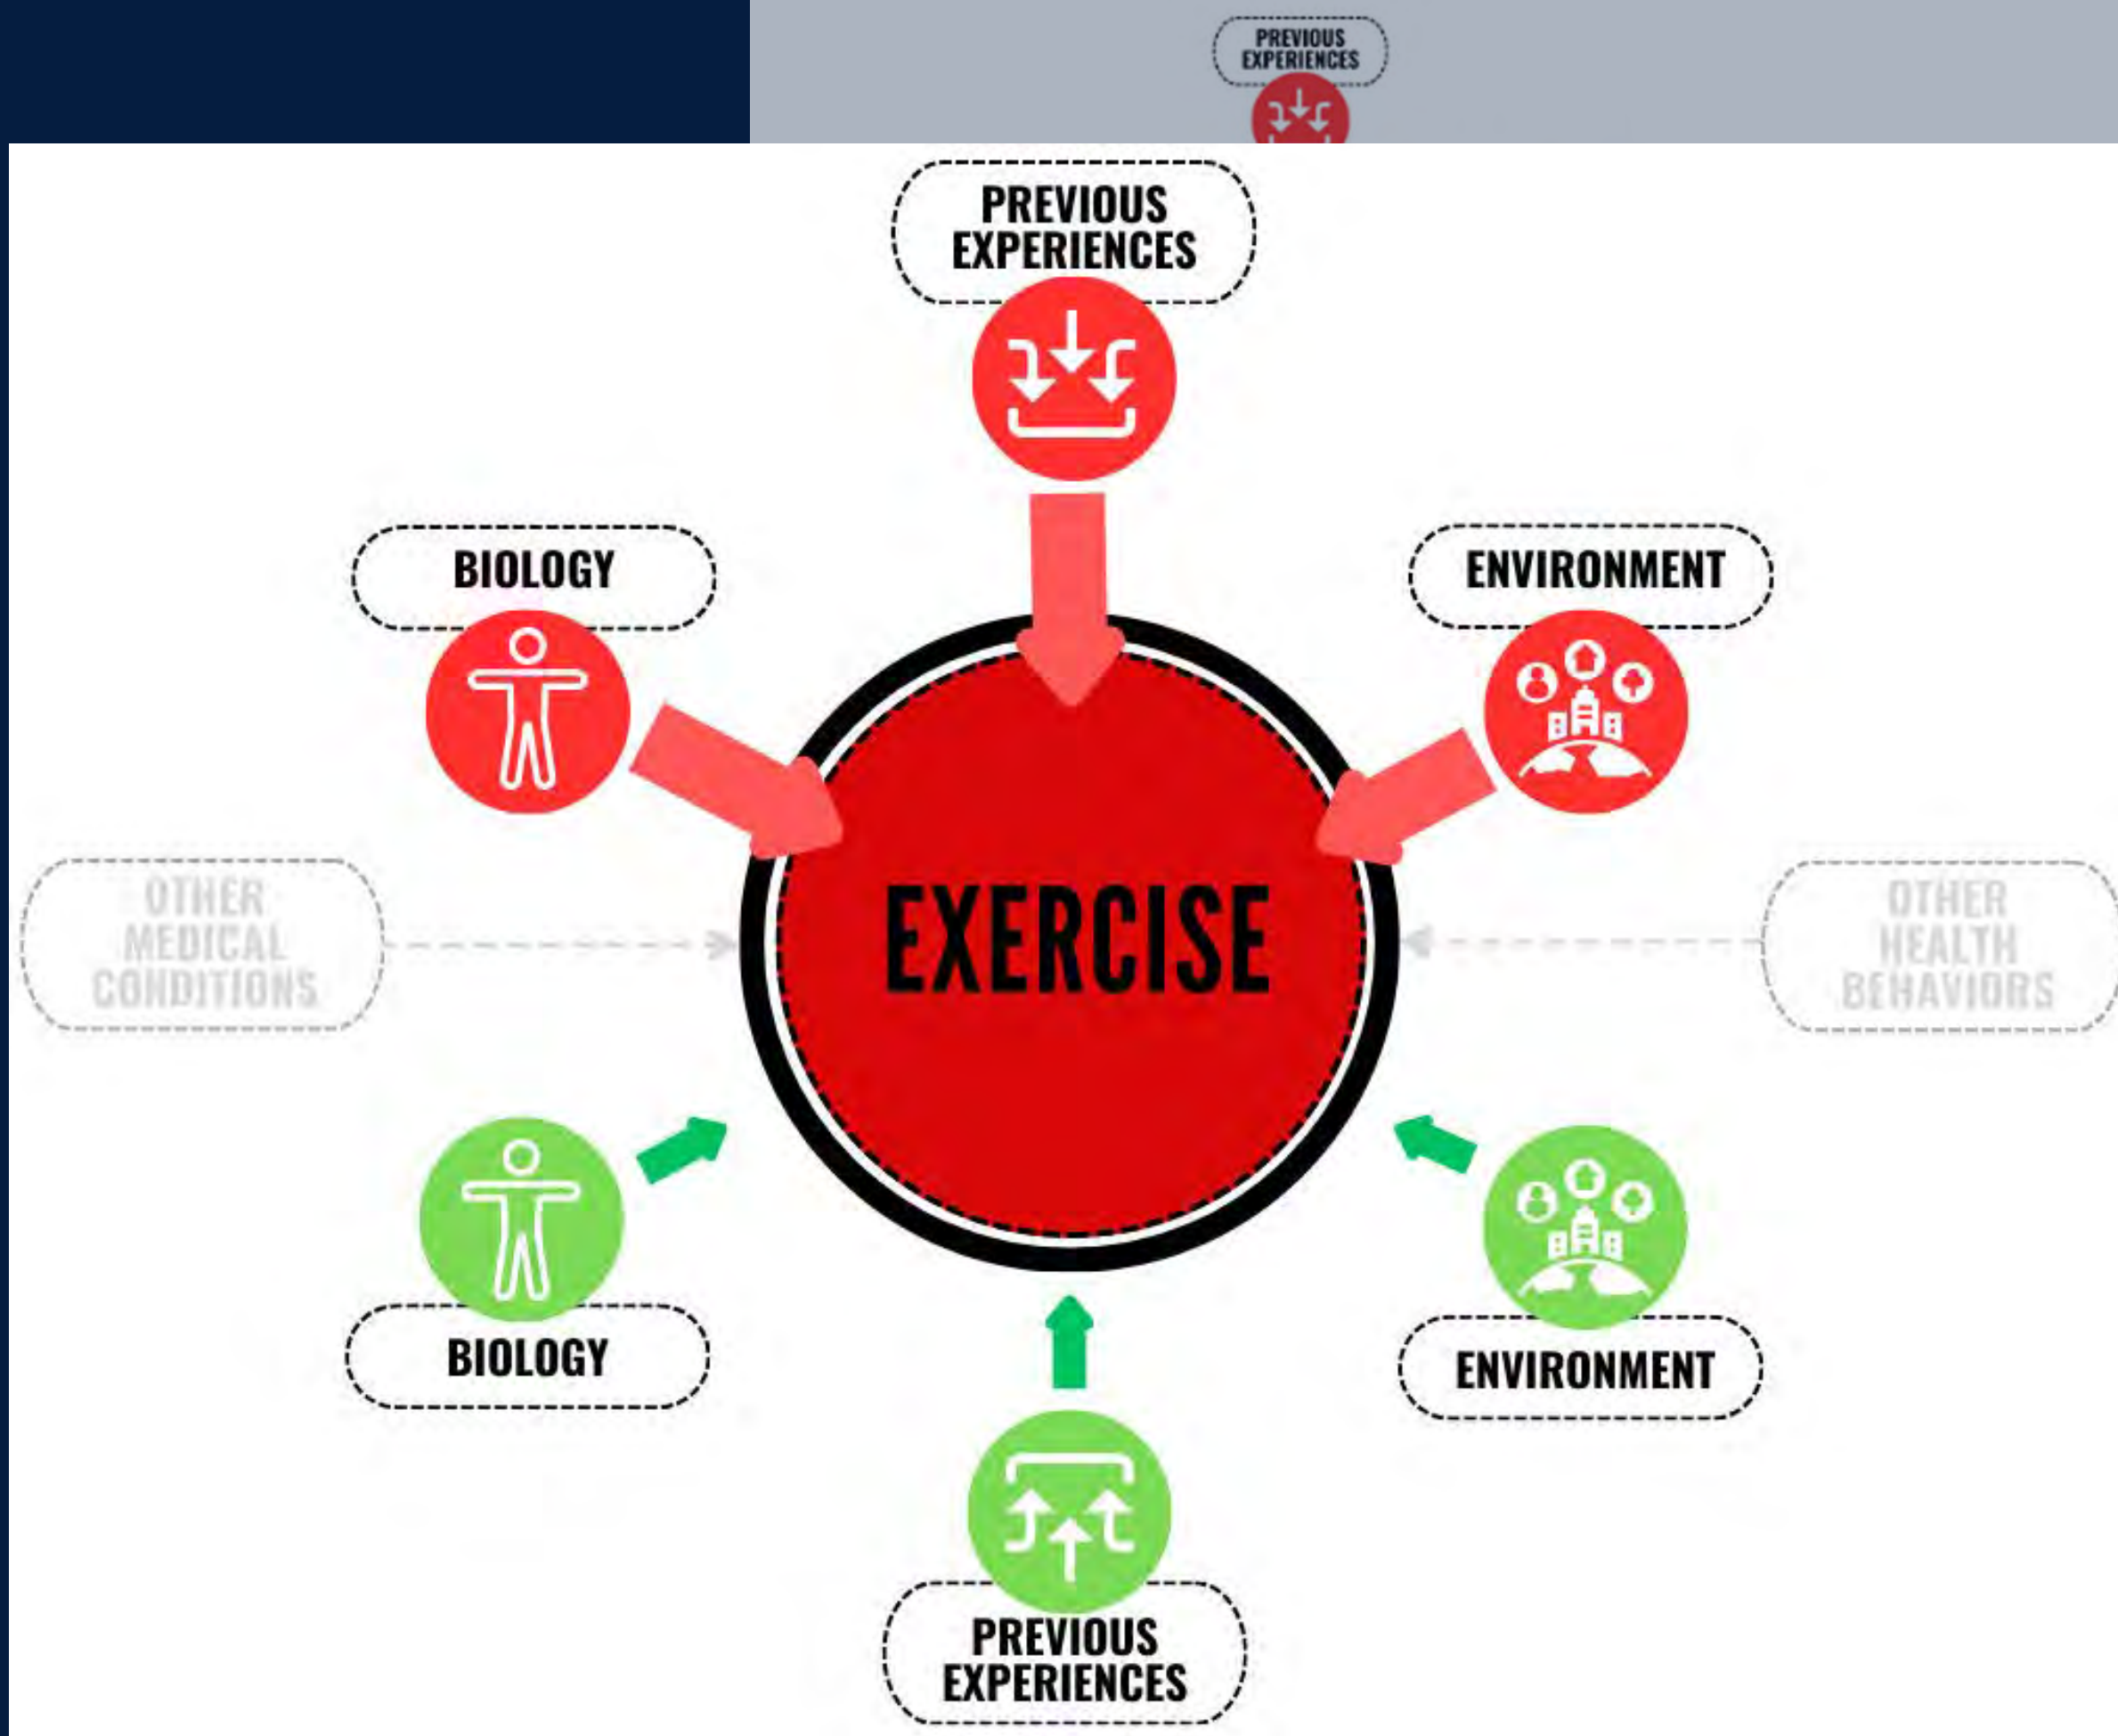 PREVIOUS
EXPERIENCES
PREVIOUS
EXPERIENCES
BIOLOGY
ENVIRONMENT
OTHER
MEDICAL
CONDITIONS
EXERCISE
OTHER
HEALTH
BEHAVIORS
BIOLOGY
ENVIRONMENT
PREVIOUS
EXPERIENCES